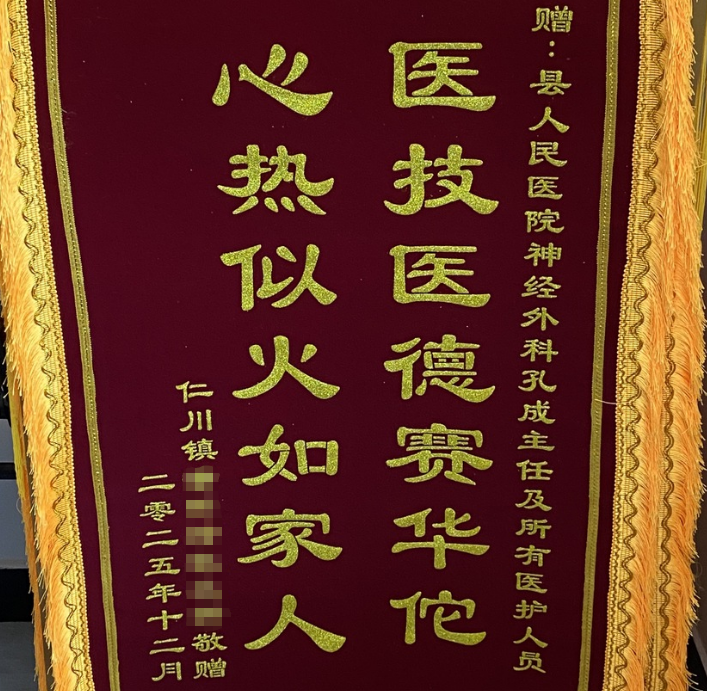 赠：县人民医院神经外科孔成主任及所有医护人员
医技医德赛华佗
心热似火如家人
仁川镇敬赠
二零二五年十二月